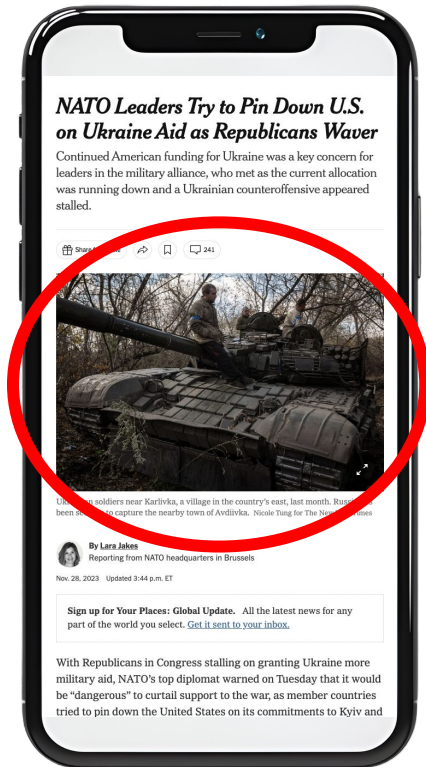 NATO Leaders Try to Pin Down U.S.
on Ukraine Aid as Republicans Waver
Continued American funding for Ukraine was a key concern for
leaders in the military alliance, who met as the current allocation
was running down and a Ukrainian counteroffensive appeared
stalled.
Share
241
soldiers near Karlivka, a village in the country's east, last month.
been to capture the nearby town of Avdiivka. Nicole Tung for The
By Lara Jakes
Reporting from NATO headquarters in Brussels
Nov. 28, 2023 Updated 3:44 p.m. ET
Sign up for Your Places: Global Update. All the latest news for any
part of the world you select. Get it sent to your inbox.
With Republicans in Congress stalling on granting Ukraine more
military aid, NATO's top diplomat warned on Tuesday that it would
be "dangerous" to curtail support to the war, as member countries
tried to pin down the United States on its commitments to Kyiv and